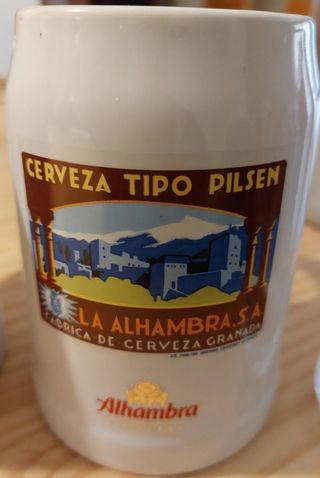 CERVEZA TIPO PILSEN
LA ALHAMBRA.S.A.
FABRICA DE CERVEZA GRANADA
Alhambra